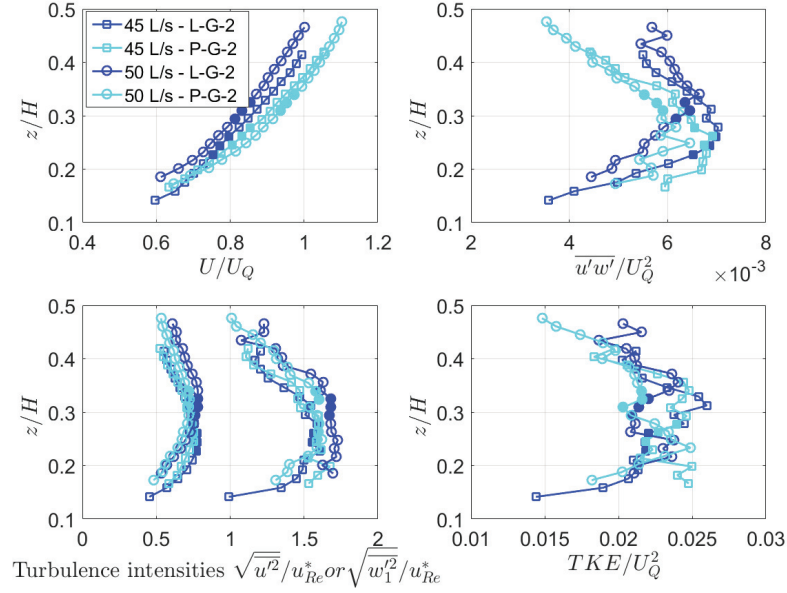 0.5
0.4
0.3
0.2
0.1
z/H
45 L/s - L-G-2
45 L/s - P-G-2
50 L/s - L-G-2
50 L/s - P-G-2
0.4 0.6 0.8 1 1.2
U/U_Q
0.5
0.4
0.3
0.2
0.1
z/H
2 4 6 8
\overline{u'w'}/U_Q^2
×10^{-3}
0.5
0.4
0.3
0.2
0.1
z/H
0 0.5 1 1.5 2
Turbulence intensities \sqrt{\overline{u'^2}}/u_{Re}^* or \sqrt{\overline{w_1'^2}}/u_{Re}^*
0.5
0.4
0.3
0.2
0.1
z/H
0.01 0.015 0.02 0.025 0.03
TKE/U_Q^2